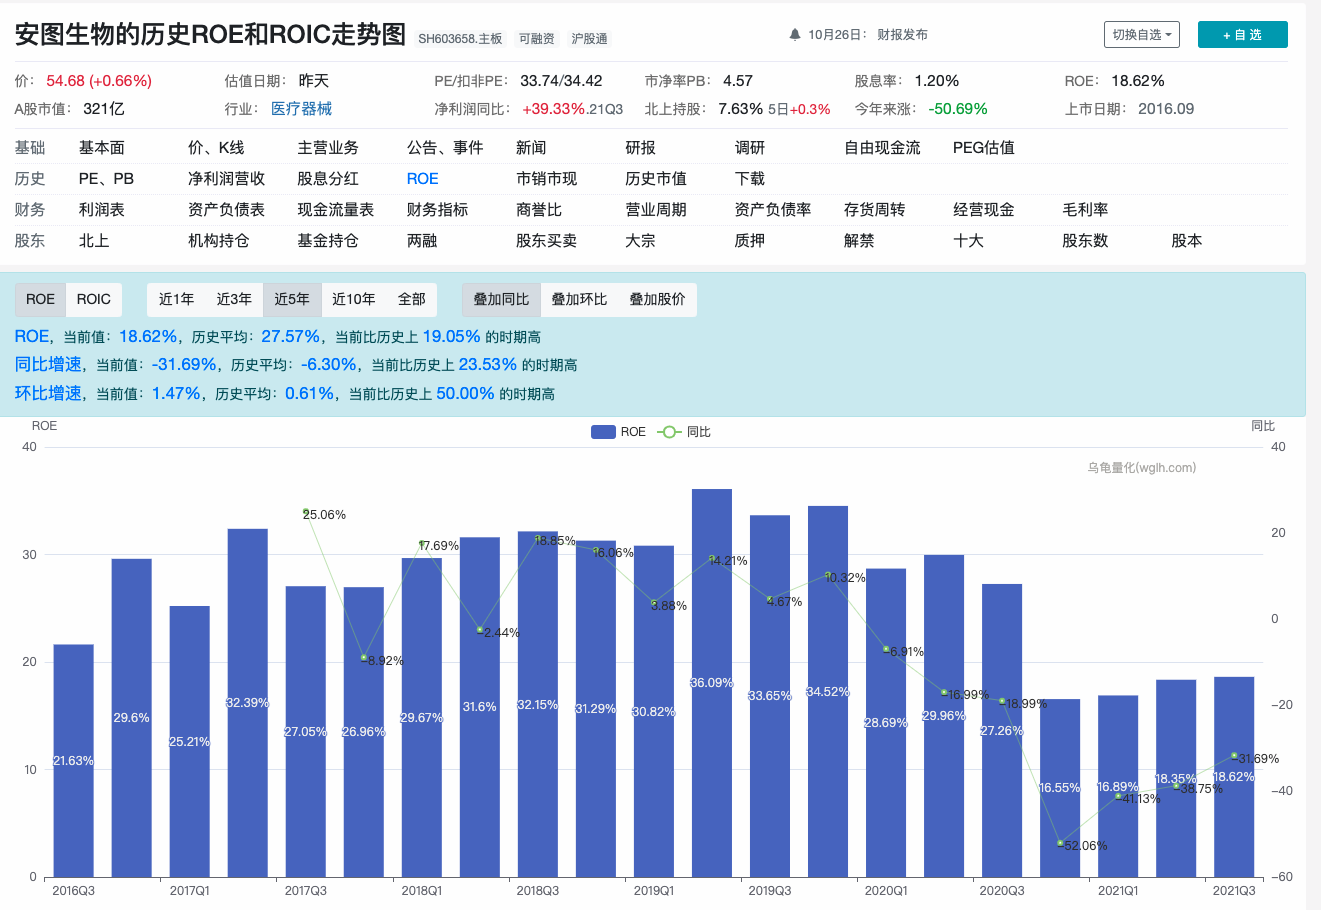 安图生物的历史ROE和ROIC走势图 SH603658.主板 可融资 沪股通 10月26日： 财报发布 切换自选 + 自 选
价： 54.68 (+0.66%) 估值日期： 昨天 PE/扣非PE： 33.74/34.42 市净率PB： 4.57 股息率： 1.20% ROE： 18.62%
A股市值： 321亿 行业： 医疗器械 净利润同比： +39.33%.21Q3 北上持股： 7.63% 5日+0.3% 今年来涨： -50.69% 上市日期： 2016.09
基础 基本面 价、K线 主营业务 公告、事件 新闻 研报 调研 自由现金流 PEG估值
历史 PE、PB 净利润营收 股息分红 ROE 市销市现 历史市值 下载
财务 利润表 资产负债表 现金流量表 财务指标 商誉比 营业周期 资产负债率 存货周转 经营现金 毛利率
股东 北上 机构持仓 基金持仓 两融 股东买卖 大宗 质押 解禁 十大 股东数 股本
ROE ROIC 近1年 近3年 近5年 近10年 全部 叠加同比 叠加环比 叠加股价
ROE，当前值：18.62%，历史平均：27.57%，当前比历史上 19.05% 的时期高
同比增速，当前值：-31.69%，历史平均：-6.30%，当前比历史上 23.53% 的时期高
环比增速，当前值：1.47%，历史平均：0.61%，当前比历史上 50.00% 的时期高
ROE ROE 同比 同比
40 40
乌龟量化(wglh.com)
25.06% 20
30 17.69% 18.85% 16.06% 14.21% 10.32%
3.88% 4.67% 0
20 -8.92% -2.44% -6.91% -16.99% -18.99%
-20
21.63% 29.6% 25.21% 32.39% 27.05% 26.96% 29.67% 31.6% 32.15% 31.29% 30.82% 36.09% 33.65% 34.52% 28.69% 29.96% 27.26% 16.55% 16.89% 18.35% 18.62%
10 -52.06% -41.13% -38.75% -31.69% -40
0 -60
2016Q3 2017Q1 2017Q3 2018Q1 2018Q3 2019Q1 2019Q3 2020Q1 2020Q3 2021Q1 2021Q3